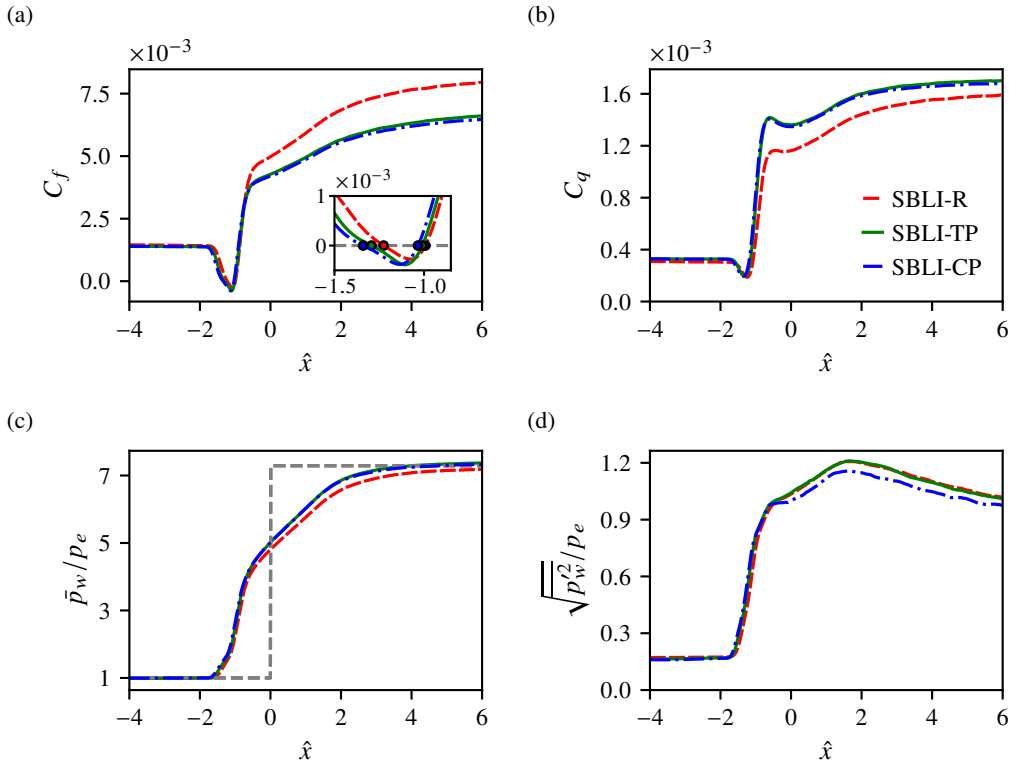 (a)
×10⁻³
7.5
5.0
2.5
0.0
C_f
×10⁻³
1
0
−1.5 −1.0
−4 −2 0 2 4 6
x̂
(b)
×10⁻³
1.6
1.2
0.8
0.4
0.0
C_q
SBLI-R
SBLI-TP
SBLI-CP
−4 −2 0 2 4 6
x̂
(c)
7
5
3
1
p̄_w/p_e
−4 −2 0 2 4 6
x̂
(d)
1.2
0.9
0.6
0.3
0.0
√\overline{p′_w²}/p_e
−4 −2 0 2 4 6
x̂